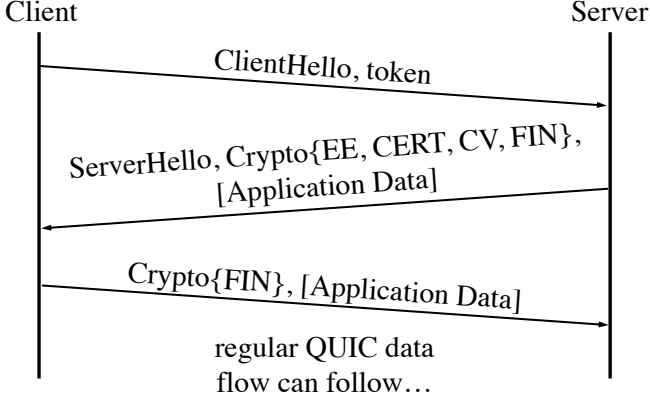 Client
Server
ClientHello, token
ServerHello, Crypto{EE, CERT, CV, FIN},
[Application Data]
Crypto{FIN}, [Application Data]
regular QUIC data
flow can follow…